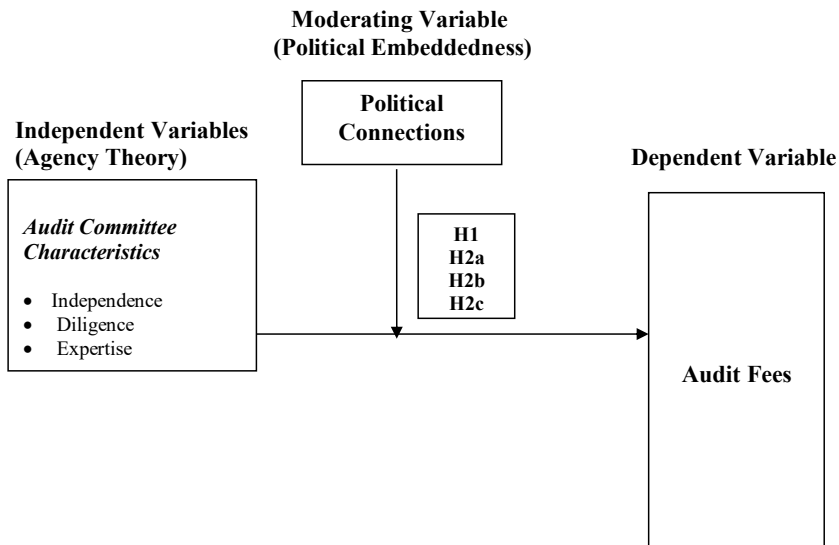 Moderating Variable
(Political Embeddedness)
Political
Connections
Independent Variables
(Agency Theory)
Dependent Variable
Audit Committee
Characteristics
• Independence
• Diligence
• Expertise
H1
H2a
H2b
H2c
Audit Fees